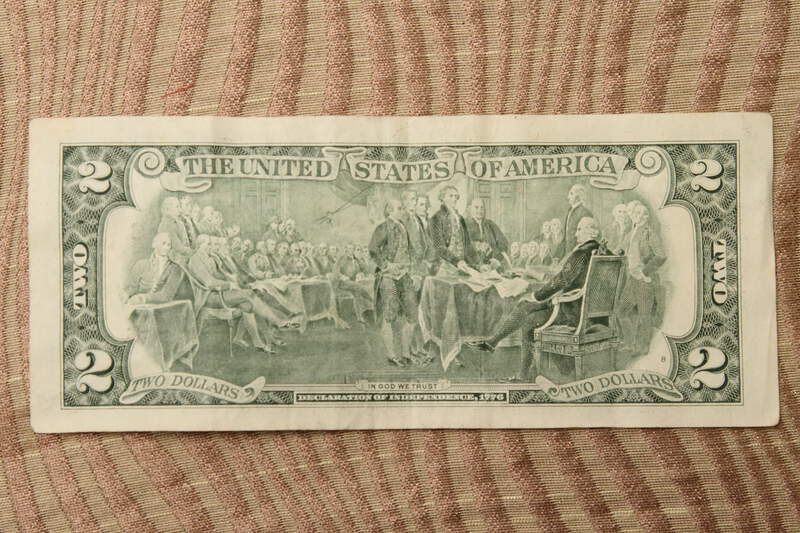 THE UNITED STATES OF AMERICA
2
2
TWO
TWO
8
2
2
TWO DOLLARS
IN GOD WE TRUST
TWO DOLLARS
DECLARATION OF INDEPENDENCE, 1776